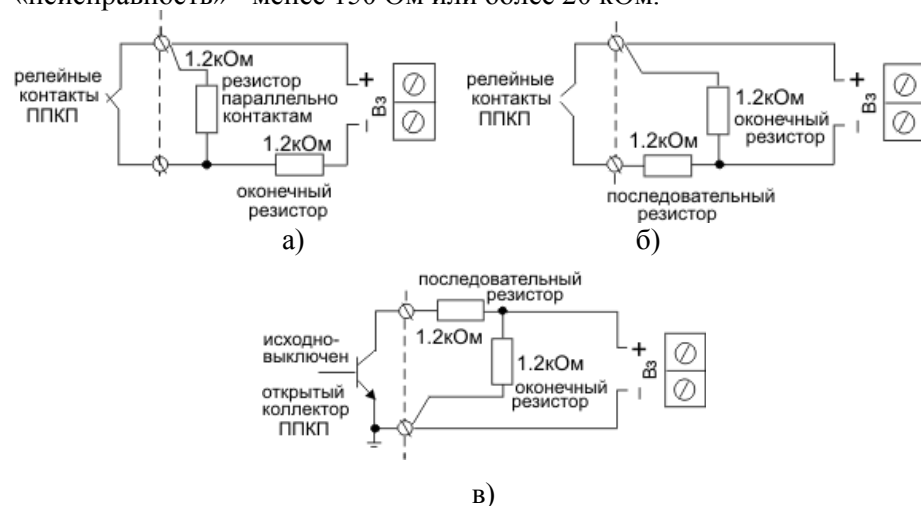 «неисправность» - менее 150 Ом или более 20 кОм.
релейные
контакты
ППКП
1.2кОм
резистор
параллельно
контактам
1.2кОм
оконечный
резистор
+
Вз
−
а)
релейные
контакты
ППКП
1.2кОм
оконечный
резистор
1.2кОм
последовательный
резистор
+
Вз
−
б)
последовательный
резистор
1.2кОм
исходно-
выключен
открытый
коллектор
ППКП
1.2кОм
оконечный
резистор
+
Вз
−
в)